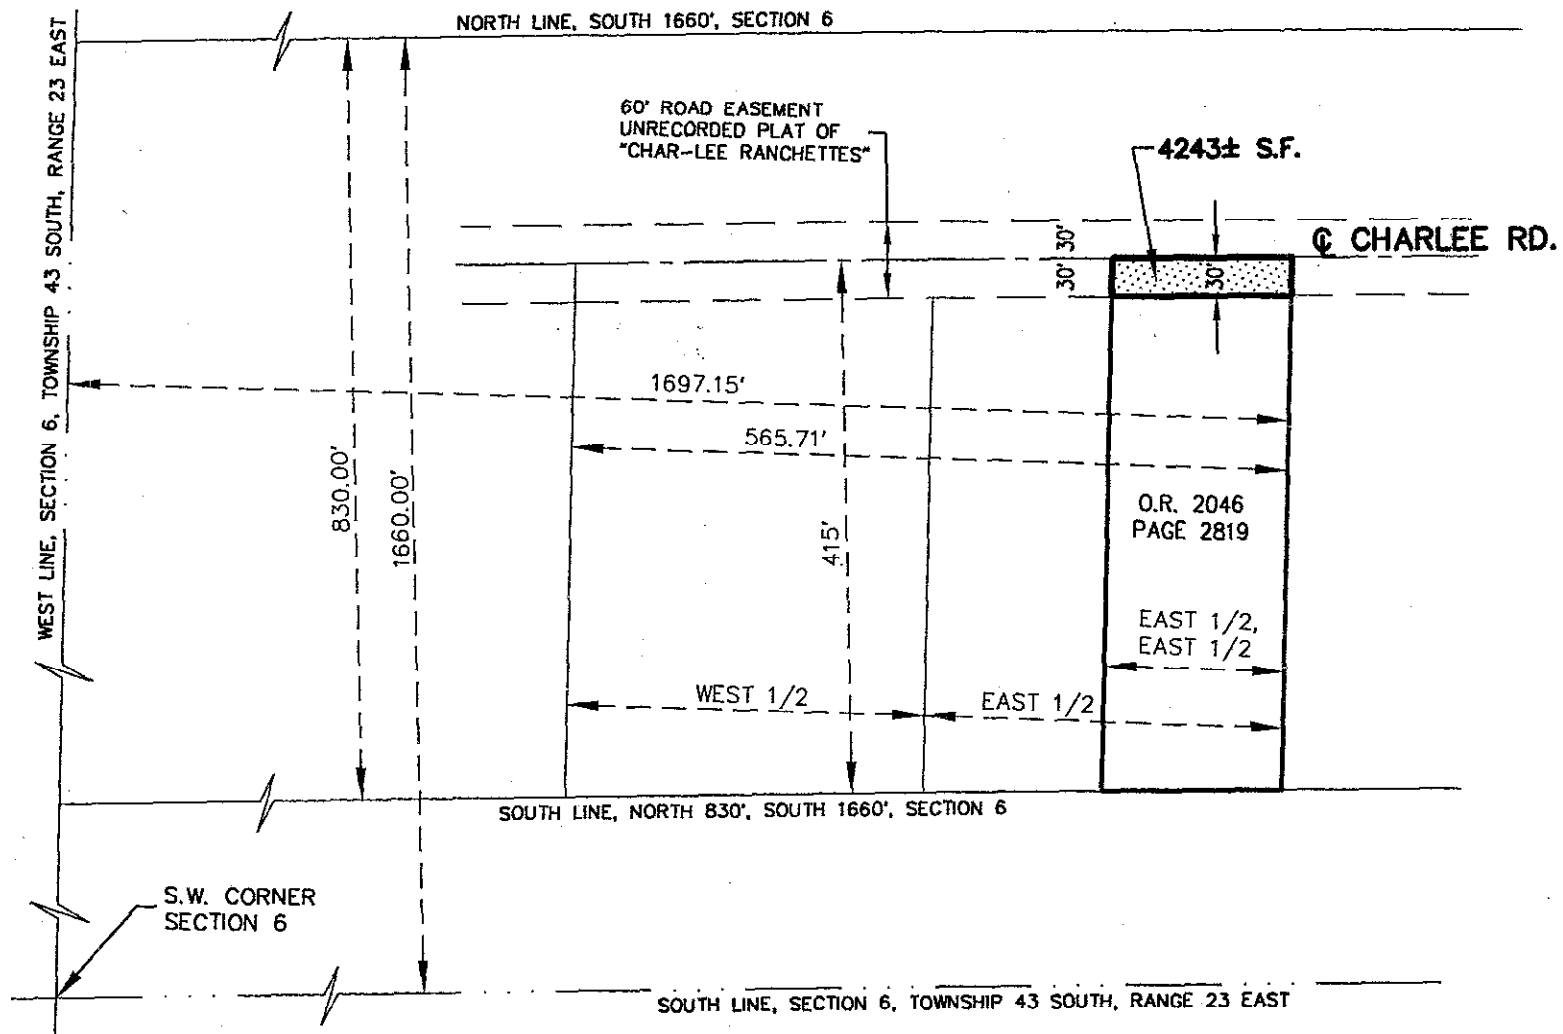 NORTH LINE, SOUTH 1660', SECTION 6
WEST LINE, SECTION 6, TOWNSHIP 43 SOUTH, RANGE 23 EAST
60' ROAD EASEMENT
UNRECORDED PLAT OF
"CHAR-LEE RANCHETTES"
4243± S.F.
30'
30'
30'
℄ CHARLEE RD.
1697.15'
565.71'
830.00'
1660.00'
415'
O.R. 2046
PAGE 2819
EAST 1/2,
EAST 1/2
WEST 1/2
EAST 1/2
SOUTH LINE, NORTH 830', SOUTH 1660', SECTION 6
S.W. CORNER
SECTION 6
SOUTH LINE, SECTION 6, TOWNSHIP 43 SOUTH, RANGE 23 EAST